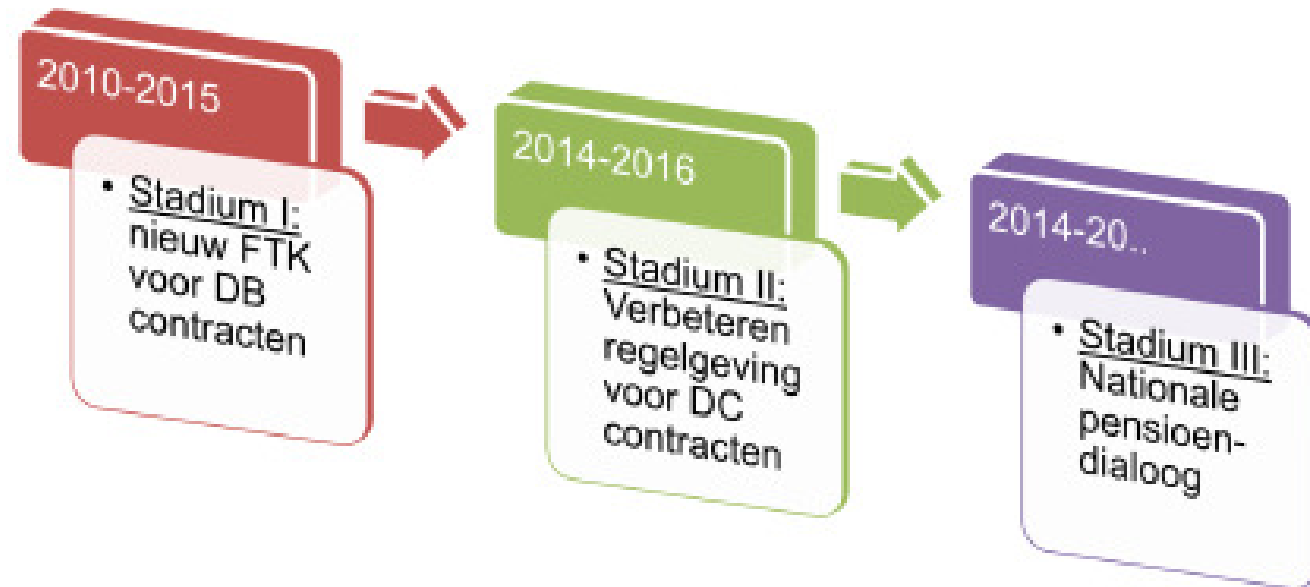 2010-2015
• Stadium I:
nieuw FTK
voor DB
contracten
2014-2016
• Stadium II:
Verbeteren
regelgeving
voor DC
contracten
2014-20..
• Stadium III:
Nationale
pensioen-
dialoog